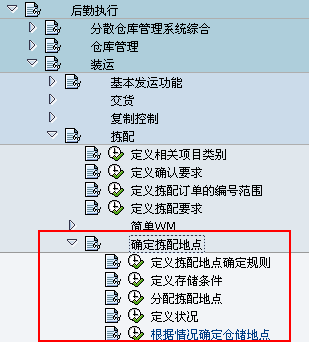 后勤执行
分散仓库管理系统综合
仓库管理
装运
基本发运功能
交货
复制控制
拣配
定义相关项目类别
定义确认要求
定义拣配订单的编号范围
定义拣配要求
简单WM
确定拣配地点
定义拣配地点确定规则
定义存储条件
分配拣配地点
定义状况
根据情况确定仓储地点